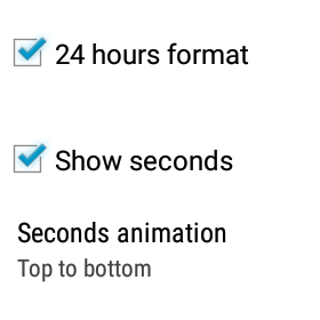 24 hours format
Show seconds
Seconds animation
Top to bottom